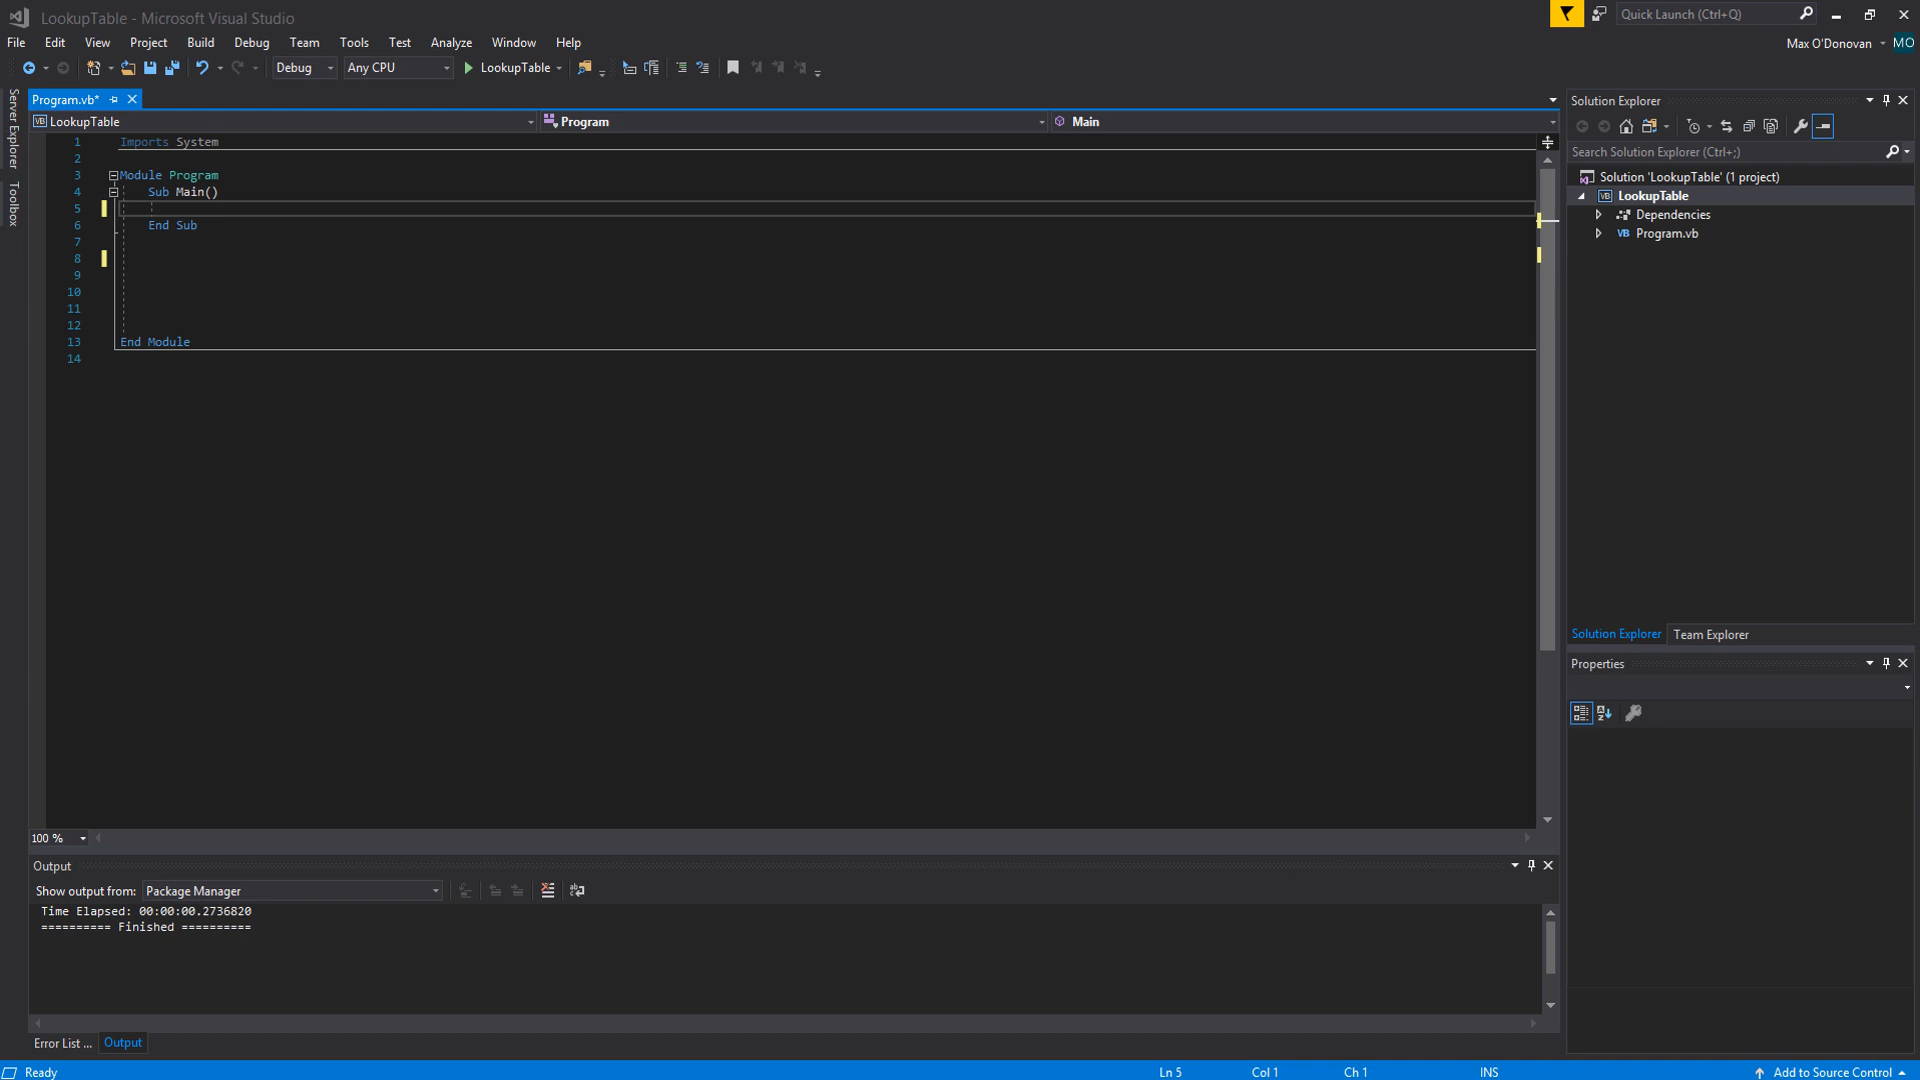 LookupTable - Microsoft Visual Studio
Quick Launch (Ctrl+Q)
File Edit View Project Build Debug Team Tools Test Analyze Window Help
Max O'Donovan MO
Debug Any CPU LookupTable
Server Explorer
Toolbox
Program.vb*
LookupTable Program Main
1 Imports System
2
3 Module Program
4 Sub Main()
5
6 End Sub
7
8
9
10
11
12
13 End Module
14
100 %
Output
Show output from: Package Manager
Time Elapsed: 00:00:00.2736820
========== Finished ==========
Error List ... Output
Solution Explorer
Search Solution Explorer (Ctrl+;)
Solution 'LookupTable' (1 project)
VB LookupTable
Dependencies
VB Program.vb
Solution Explorer Team Explorer
Properties
Ready Ln 5 Col 1 Ch 1 INS Add to Source Control